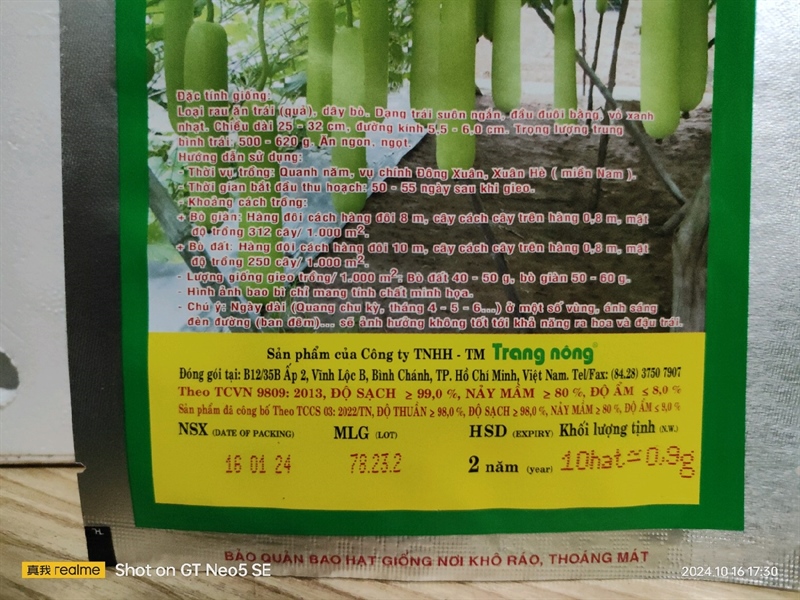 Đặc tính giống:
Loại rau ăn trái (quả), dây bò. Dạng trái suôn ngắn, đầu đuôi bằng, vỏ xanh
nhạt. Chiều dài 25 - 32 cm, đường kính 5,5 - 6,0 cm. Trọng lượng trung
bình trái, 500 - 620 g. Ăn ngon, ngọt.
Hướng dẫn sử dụng:
- Thời vụ trồng: Quanh năm, vụ chính Đông Xuân, Xuân Hè ( miền Nam ).
- Thời gian bắt đầu thu hoạch: 50 - 55 ngày sau khi gieo.
- Khoảng cách trồng:
+ Bò giàn: Hàng đôi cách hàng đôi 8 m, cây cách cây trên hàng 0,8 m, mật
độ trồng 312 cây/ 1.000 m².
+ Bò đất: Hàng đôi cách hàng đôi 10 m, cây cách cây trên hàng 0,8 m, mật
độ trồng 250 cây/ 1.000 m².
- Lượng giống gieo trồng/ 1.000 m²: Bò đất 40 - 50 g, bò giàn 50 - 60 g.
- Hình ảnh bao bì chỉ mang tính chất minh họa.
- Chú ý: Ngày dài (Quang chu kỳ, tháng 4 - 5 - 6...) ở một số vùng, ánh sáng
đèn đường (ban đêm)... sẽ ảnh hưởng không tốt tới khả năng ra hoa và đậu trái.
Sản phẩm của Công ty TNHH - TM Trang nông®
Đóng gói tại: B12/35B Ấp 2, Vĩnh Lộc B, Bình Chánh, TP. Hồ Chí Minh, Việt Nam. Tel/Fax: (84.28) 3750 7907
Theo TCVN 9809: 2013, ĐỘ SẠCH ≥ 99,0 %, NẢY MẦM ≥ 80 %, ĐỘ ẨM ≤ 8,0 %
Sản phẩm đã công bố Theo TCCS 03: 2022/TN, ĐỘ THUẦN ≥ 98,0 %, ĐỘ SẠCH ≥ 98,0 %, NẢY MẦM ≥ 80 %, ĐỘ ẨM ≤ 9,0 %
NSX (DATE OF PACKING) MLG (LOT) HSD (EXPIRY) Khối lượng tịnh (N.W.)
16 01 24 78.23.2 2 năm (year) 10hat≃0.9g
BẢO QUẢN BAO HẠT GIỐNG NƠI KHÔ RÁO, THOÁNG MÁT
真我 realme Shot on GT Neo5 SE 2024.10.16 17:30